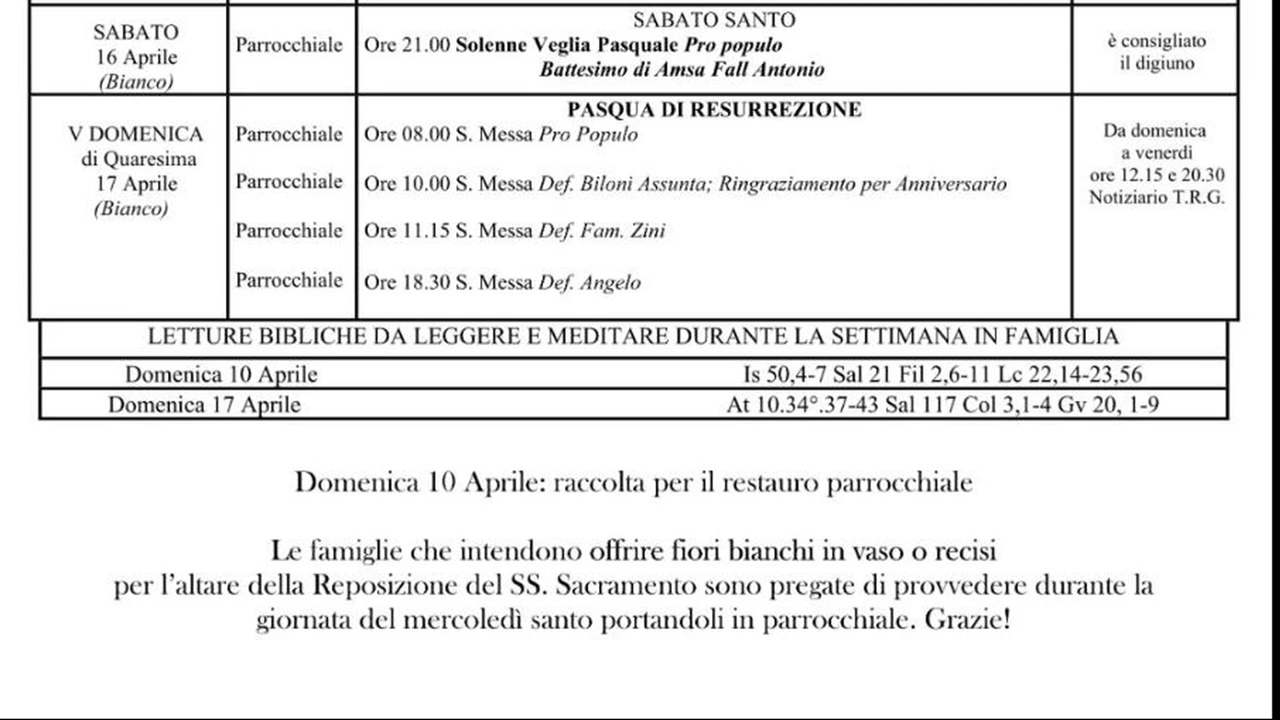 SABATO
16 Aprile
(Bianco)
Parrocchiale
SABATO SANTO
Ore 21.00 Solenne Veglia Pasquale Pro populo
Battesimo di Amsa Fall Antonio
è consigliato
il digiuno
V DOMENICA
di Quaresima
17 Aprile
(Bianco)
PASQUA DI RESURREZIONE
Parrocchiale Ore 08.00 S. Messa Pro Populo
Parrocchiale Ore 10.00 S. Messa Def. Biloni Assunta; Ringraziamento per Anniversario
Parrocchiale Ore 11.15 S. Messa Def. Fam. Zini
Parrocchiale Ore 18.30 S. Messa Def. Angelo
Da domenica
a venerdì
ore 12.15 e 20.30
Notiziario T.R.G.
LETTURE BIBLICHE DA LEGGERE E MEDITARE DURANTE LA SETTIMANA IN FAMIGLIA
Domenica 10 Aprile Is 50,4-7 Sal 21 Fil 2,6-11 Lc 22,14-23,56
Domenica 17 Aprile At 10.34°.37-43 Sal 117 Col 3,1-4 Gv 20, 1-9
Domenica 10 Aprile: raccolta per il restauro parrocchiale
Le famiglie che intendono offrire fiori bianchi in vaso o recisi
per l'altare della Reposizione del SS. Sacramento sono pregate di provvedere durante la
giornata del mercoledì santo portandoli in parrocchiale. Grazie!